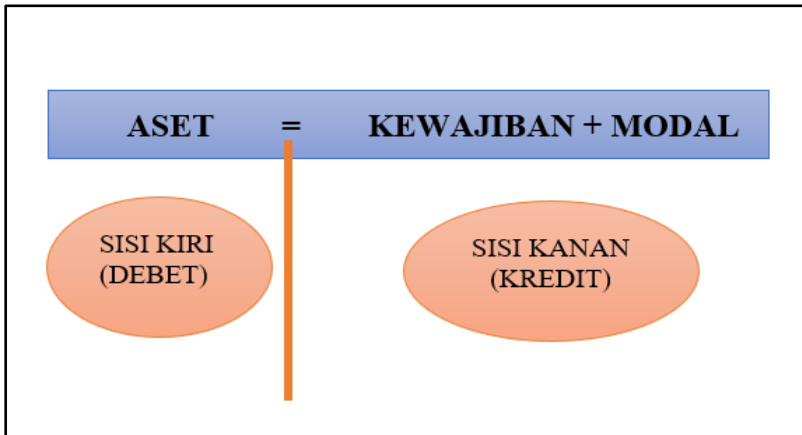 ASET = KEWAJIBAN + MODAL
SISI KIRI
(DEBET)
SISI KANAN
(KREDIT)